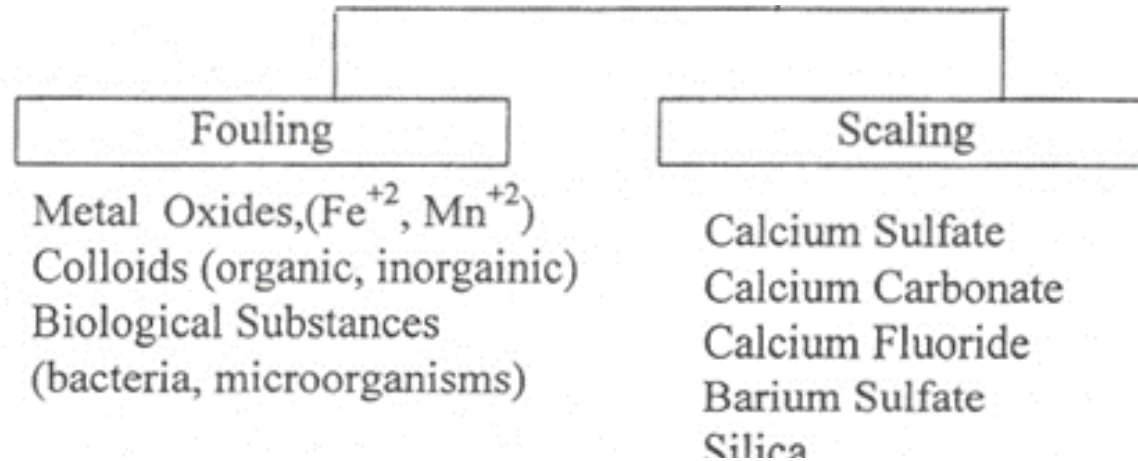 Fouling
Metal Oxides,(Fe⁺², Mn⁺²)
Colloids (organic, inorgainic)
Biological Substances
(bacteria, microorganisms)
Scaling
Calcium Sulfate
Calcium Carbonate
Calcium Fluoride
Barium Sulfate
Silica